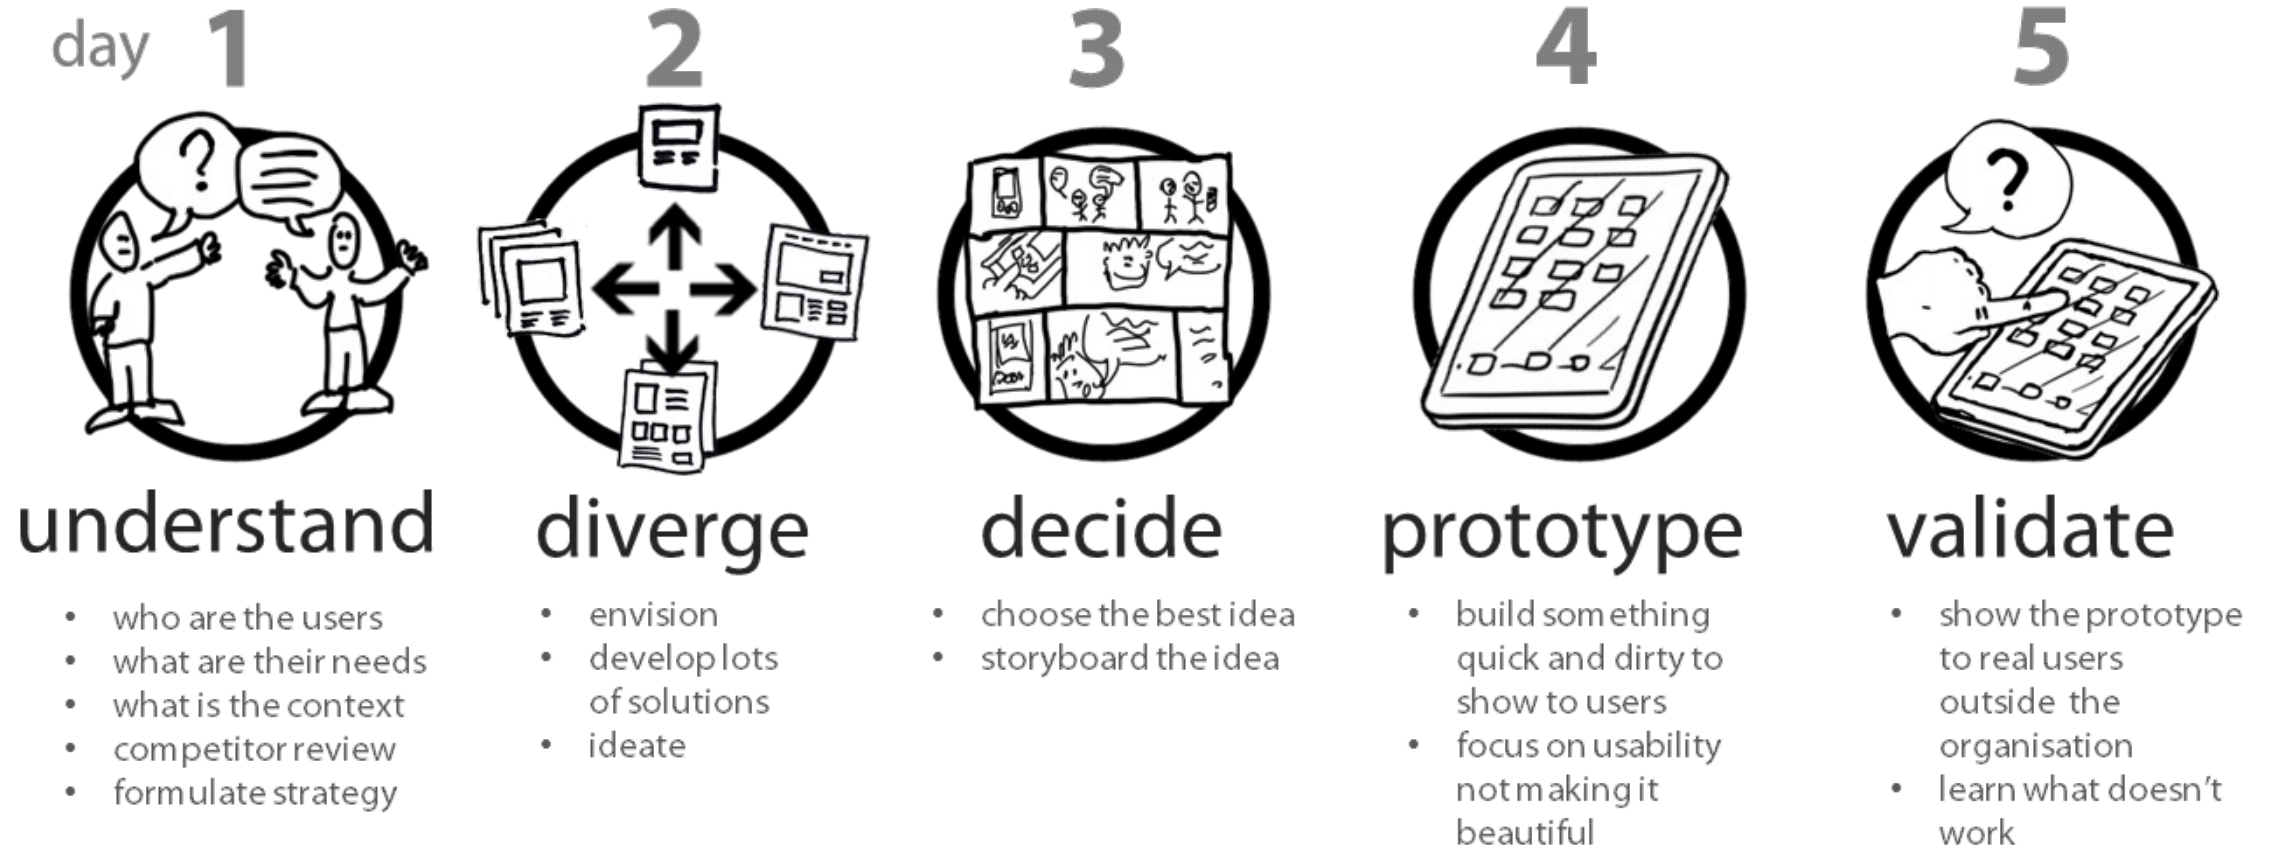 day 1 2 3 4 5
?
?
understand
• who are the users
• what are their needs
• what is the context
• competitor review
• formulate strategy
diverge
• envision
• develop lots
of solutions
• ideate
decide
• choose the best idea
• storyboard the idea
prototype
• build something
quick and dirty to
show to users
• focus on usability
not making it
beautiful
validate
• show the prototype
to real users
outside the
organisation
• learn what doesn't
work